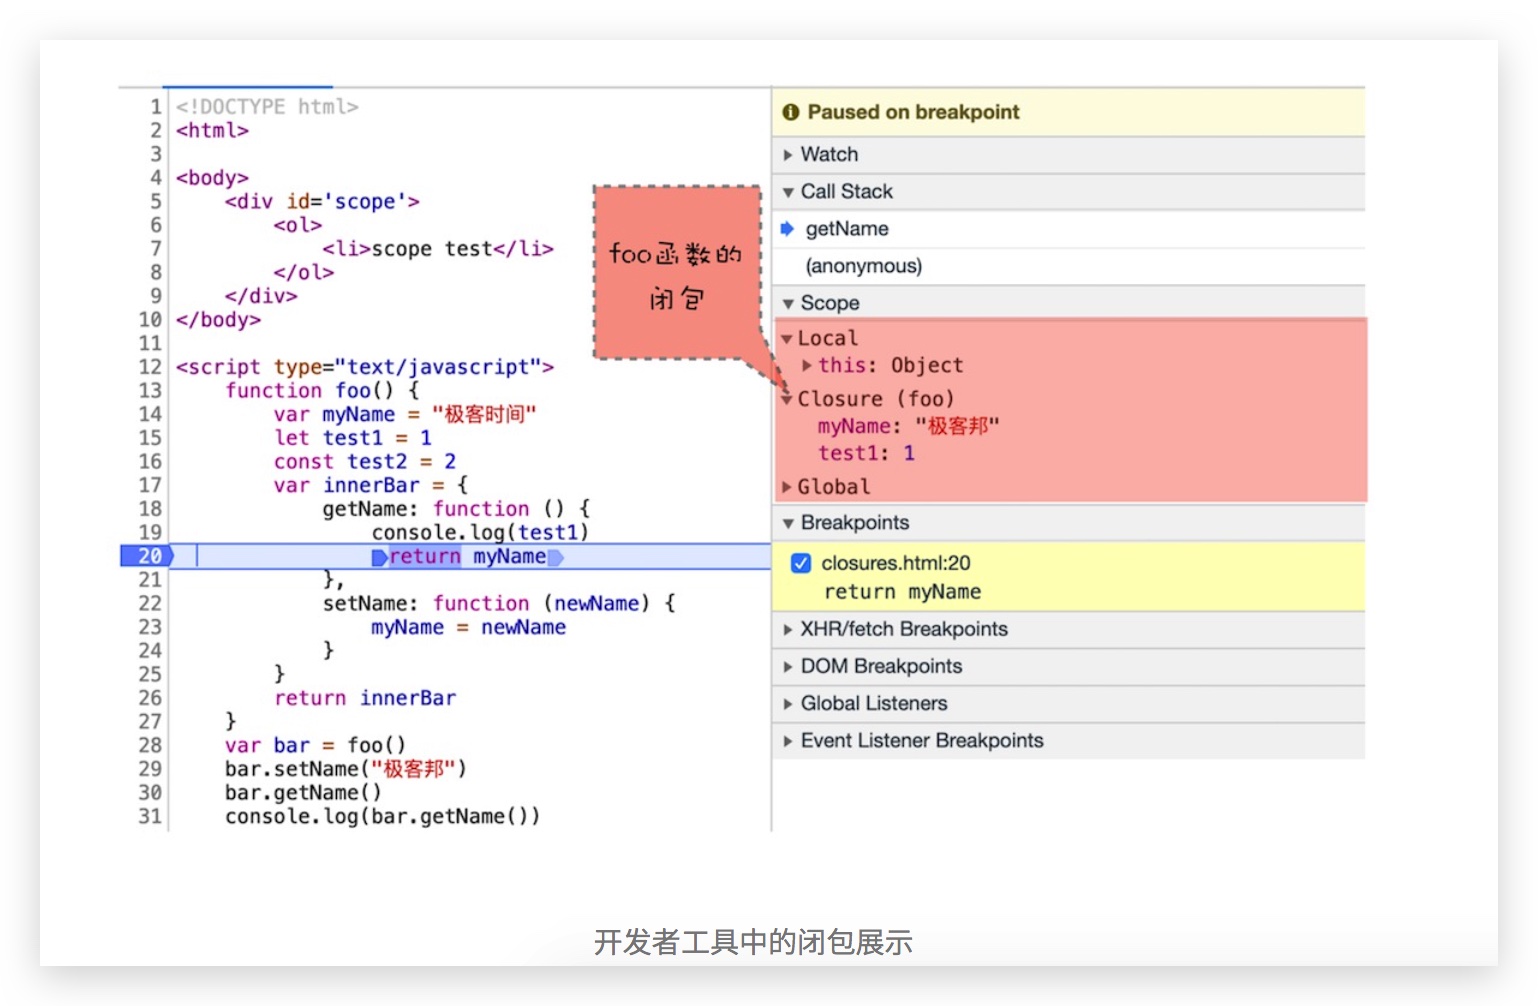 1 <!DOCTYPE html>
2 <html>
3
4 <body>
5 <div id='scope'>
6 <ol>
7 <li>scope test</li>
8 </ol>
9 </div>
10 </body>
11
12 <script type="text/javascript">
13 function foo() {
14 var myName = "极客时间"
15 let test1 = 1
16 const test2 = 2
17 var innerBar = {
18 getName: function () {
19 console.log(test1)
20 return myName
21 },
22 setName: function (newName) {
23 myName = newName
24 }
25 }
26 return innerBar
27 }
28 var bar = foo()
29 bar.setName("极客邦")
30 bar.getName()
31 console.log(bar.getName())
foo函数的
闭包
Paused on breakpoint
Watch
Call Stack
getName
(anonymous)
Scope
Local
this: Object
Closure (foo)
myName: "极客邦"
test1: 1
Global
Breakpoints
closures.html:20
return myName
XHR/fetch Breakpoints
DOM Breakpoints
Global Listeners
Event Listener Breakpoints
开发者工具中的闭包展示